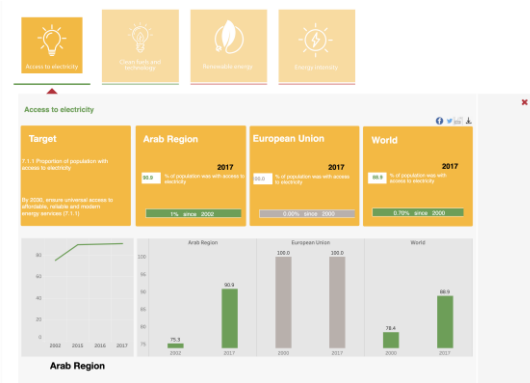 Access to electricity
Clean fuels and
technology
Renewable energy
Energy intensity
Access to electricity
Target
7.1.1 Proportion of population with
access to electricity
By 2030, ensure universal access to
affordable, reliable and modern
energy services (7.1.1)
Arab Region
2017
% of population was with access to
electricity
1% since 2002
European Union
2017
% of population was with access to
electricity
0.00% since 2000
World
2017
% of population was with access to
electricity
0.70% since 2000
80
60
40
20
0
2002 2015 2016 2017
Arab Region
Arab Region
European Union
World
100
95
90
85
80
75
75.3
90.9
100.0
100.0
78.4
88.9
2002
2017
2000
2017
2000
2017